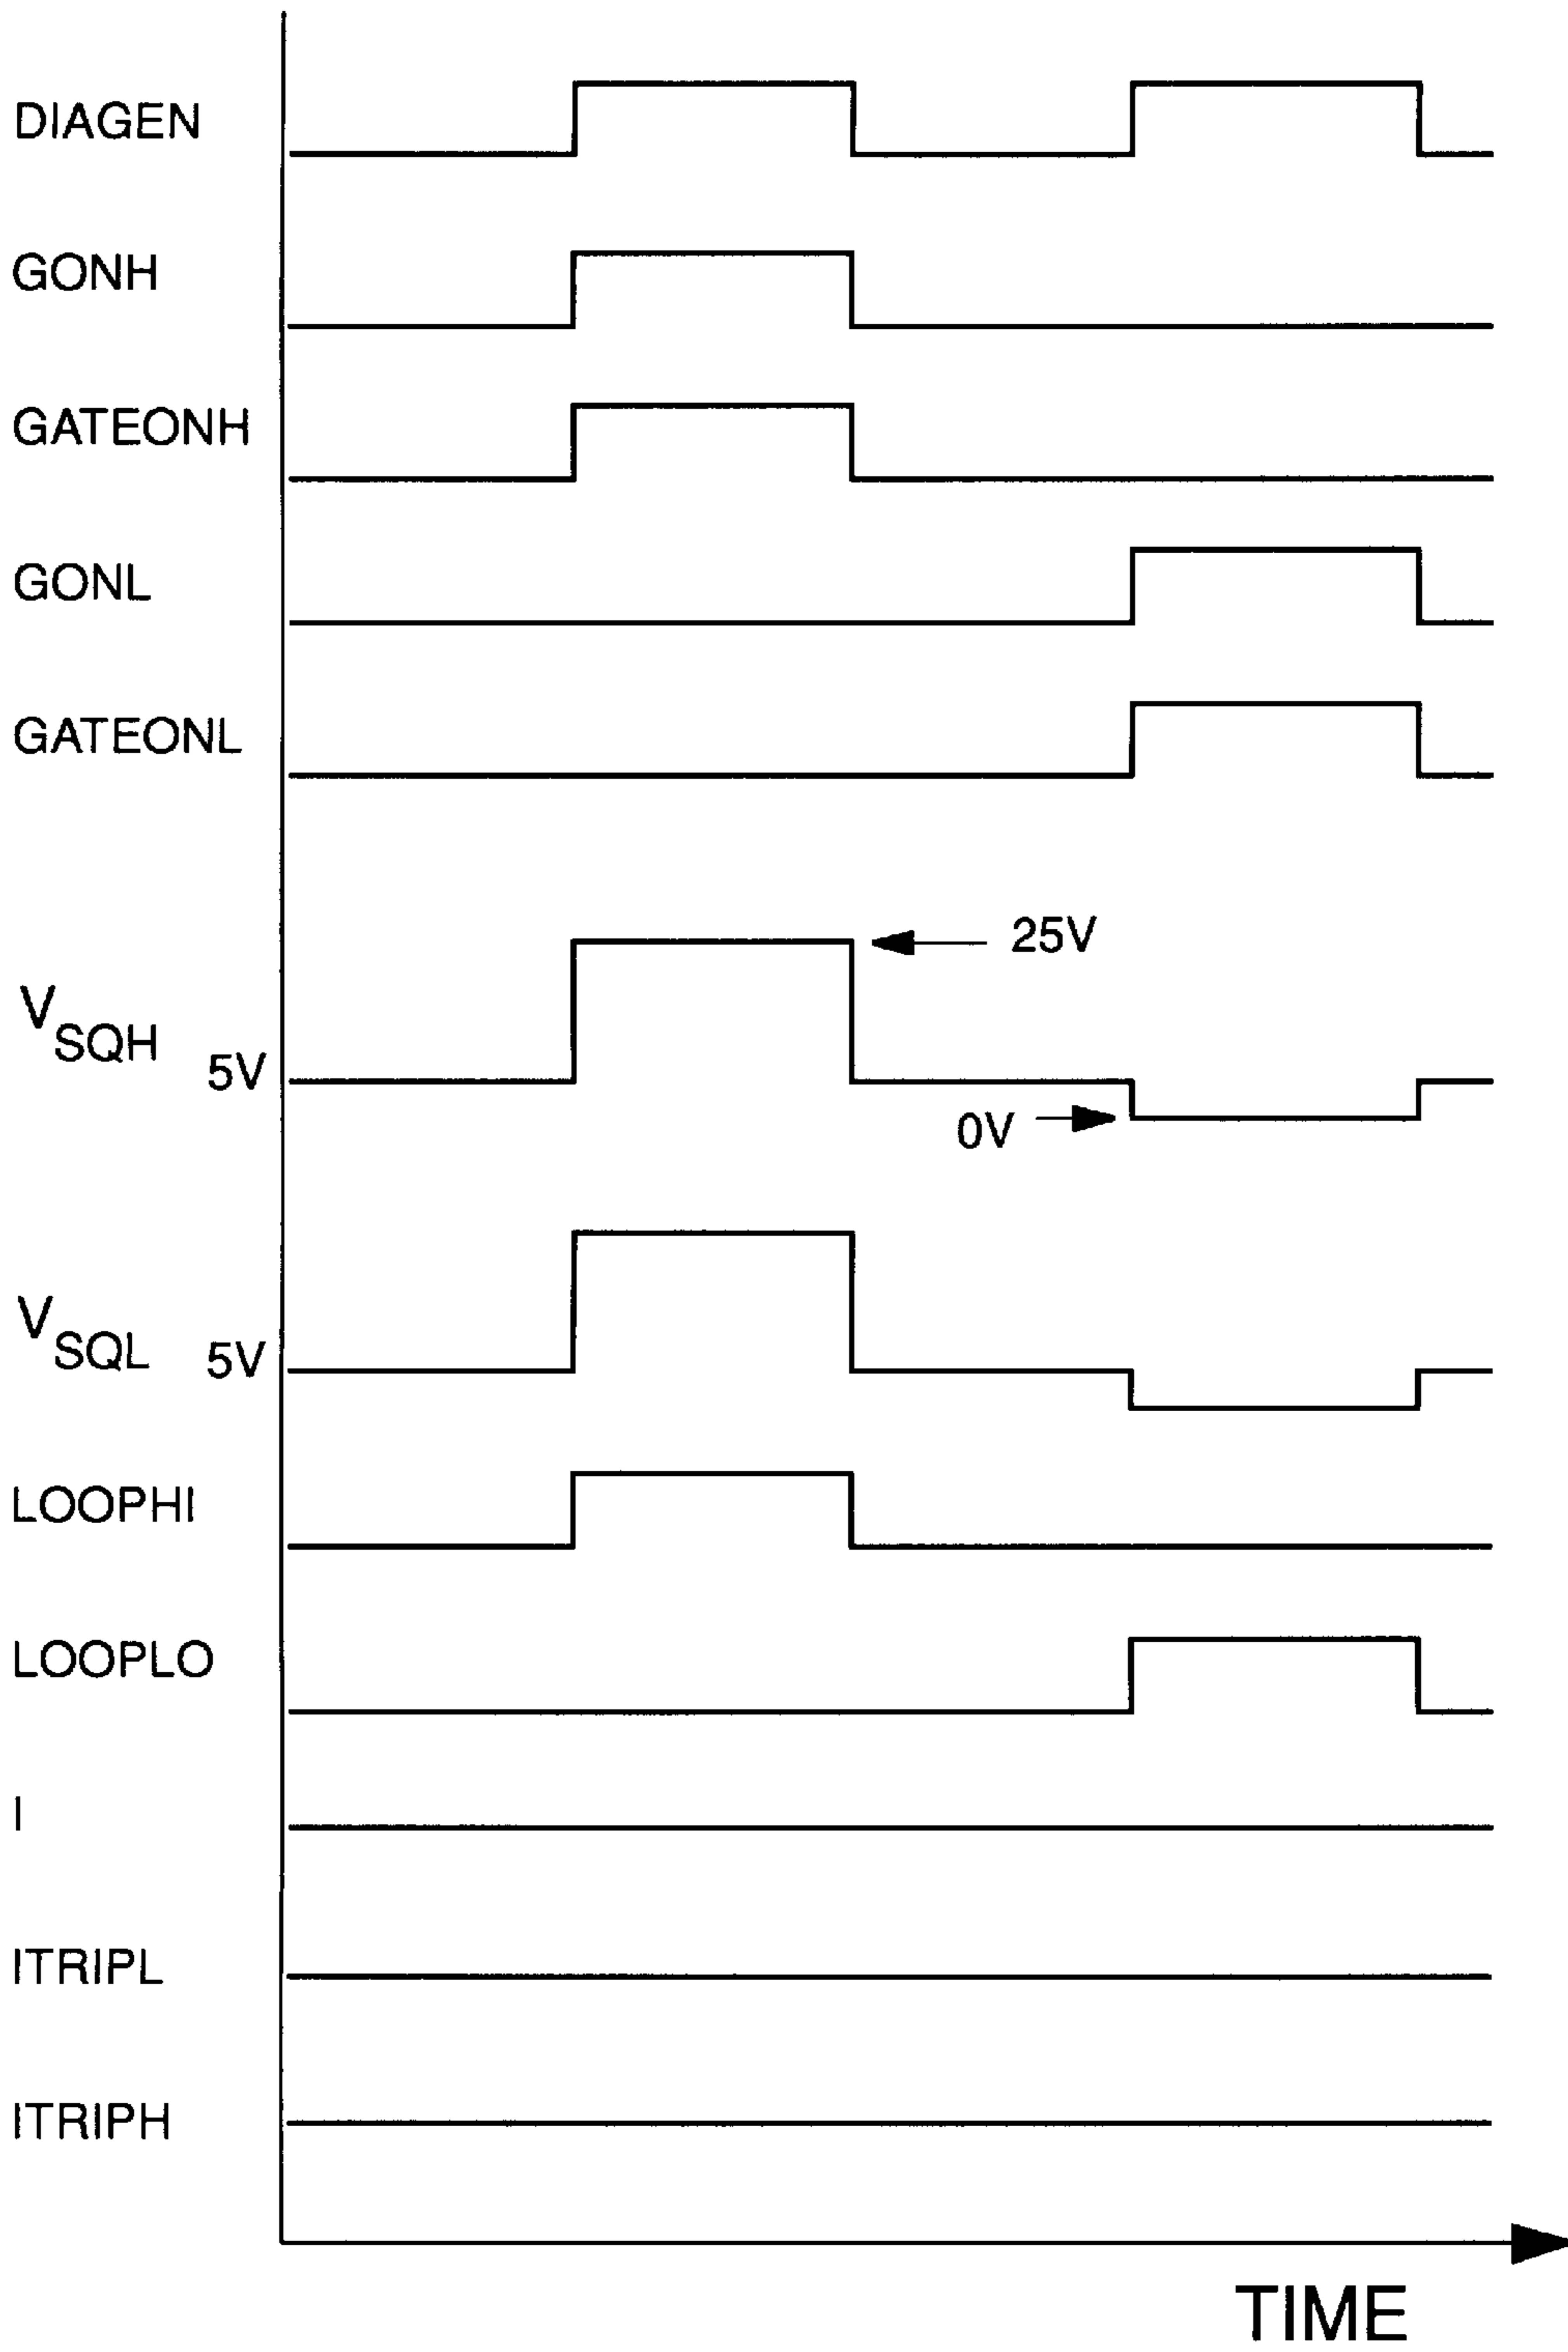 DIAGEN
GONH
GATEONH
GONL
GATEONL
25V
VSQH
5V
0V
VSQL
5V
LOOPHI
LOOPLO
I
ITRIPL
ITRIPH
TIME